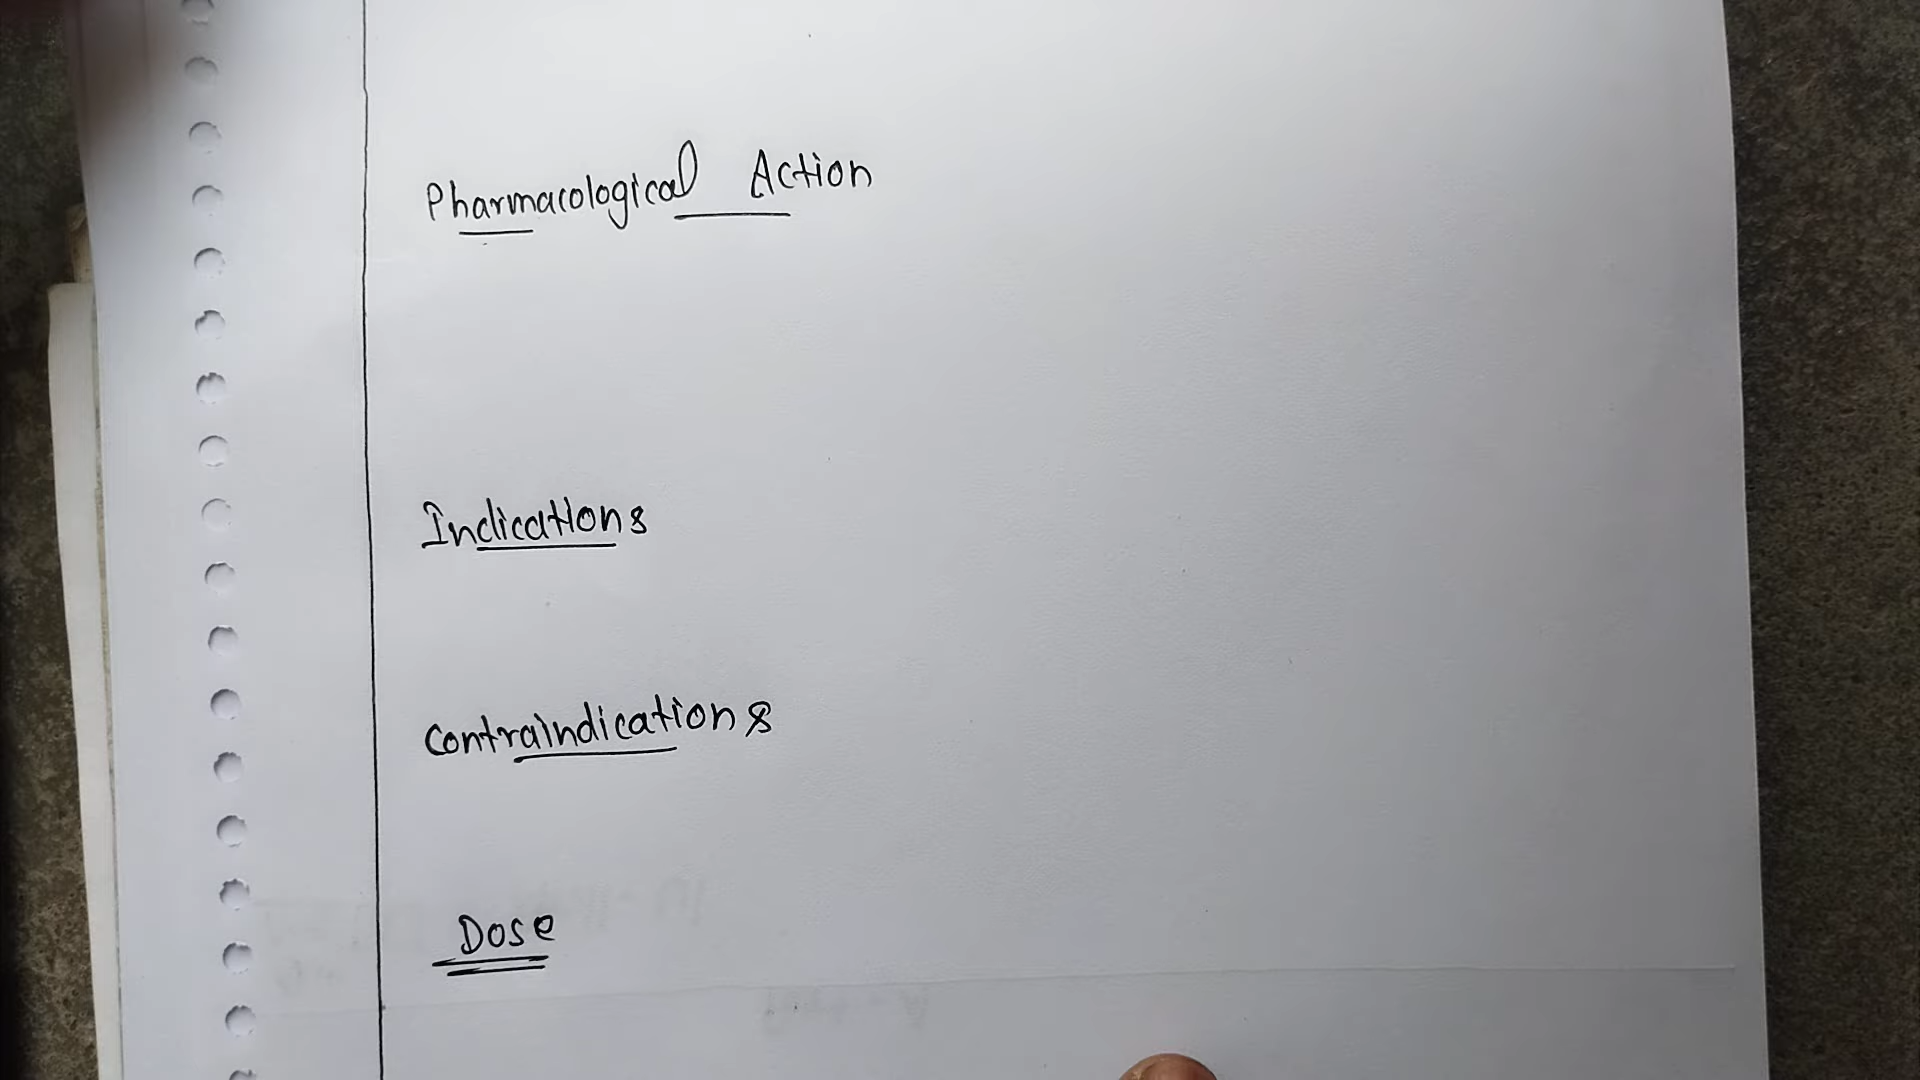 Pharmacological Action
Indications
Contraindications
Dose